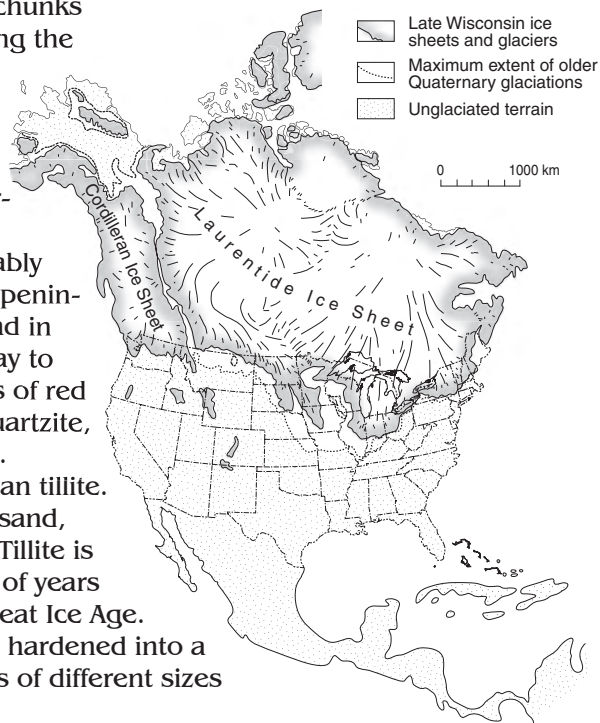 chunks
ng the
-
ably
penin-
nd in
ay to
s of red
uartzite,
.
an tillite.
sand,
Tillite is
of years
eat Ice Age.
hardened into a
s of different sizes
Late Wisconsin ice
sheets and glaciers
Maximum extent of older
Quaternary glaciations
Unglaciated terrain
0 1000 km
Cordilleran Ice Sheet
Laurentide Ice Sheet